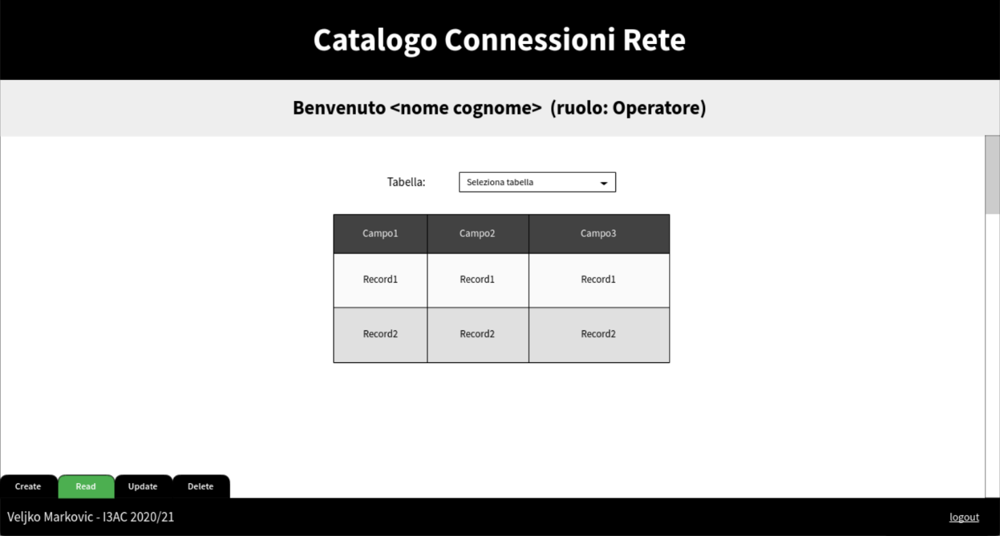 Catalogo Connessioni Rete
Benvenuto <nome cognome> (ruolo: Operatore)
Tabella: Seleziona tabella
Campo1 Campo2 Campo3
Record1 Record1 Record1
Record2 Record2 Record2
Create Read Update Delete
Veljko Markovic - I3AC 2020/21 logout